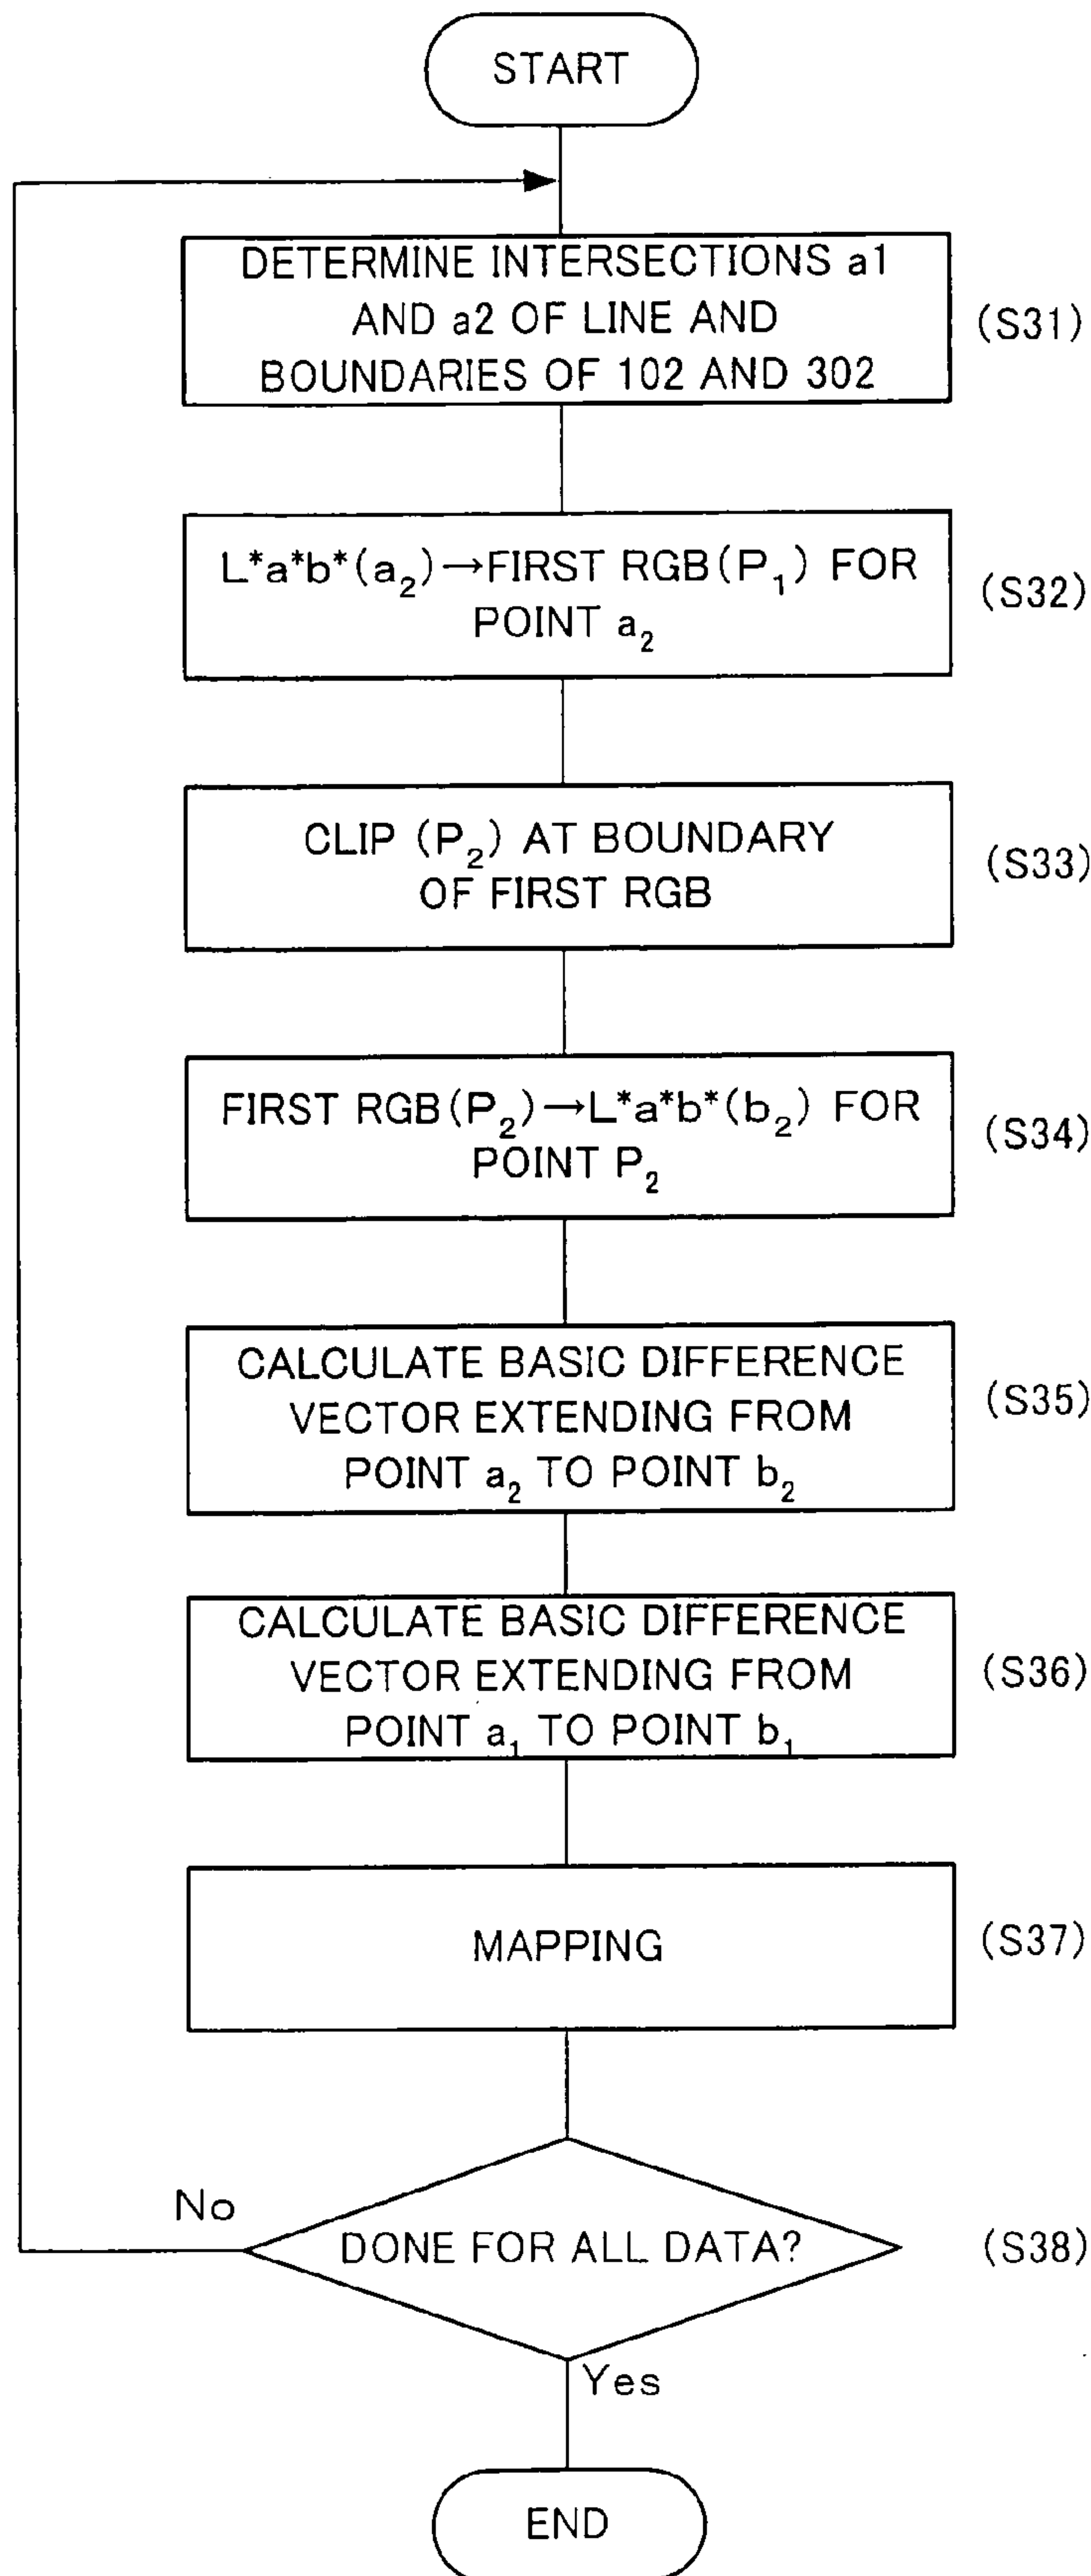 START
DETERMINE INTERSECTIONS a1
AND a2 OF LINE AND
BOUNDARIES OF 102 AND 302
(S31)
L*a*b*(a₂)→FIRST RGB(P₁) FOR
POINT a₂
(S32)
CLIP (P₂) AT BOUNDARY
OF FIRST RGB
(S33)
FIRST RGB(P₂)→L*a*b*(b₂) FOR
POINT P₂
(S34)
CALCULATE BASIC DIFFERENCE
VECTOR EXTENDING FROM
POINT a₂ TO POINT b₂
(S35)
CALCULATE BASIC DIFFERENCE
VECTOR EXTENDING FROM
POINT a₁ TO POINT b₁
(S36)
MAPPING
(S37)
No
DONE FOR ALL DATA?
(S38)
Yes
END